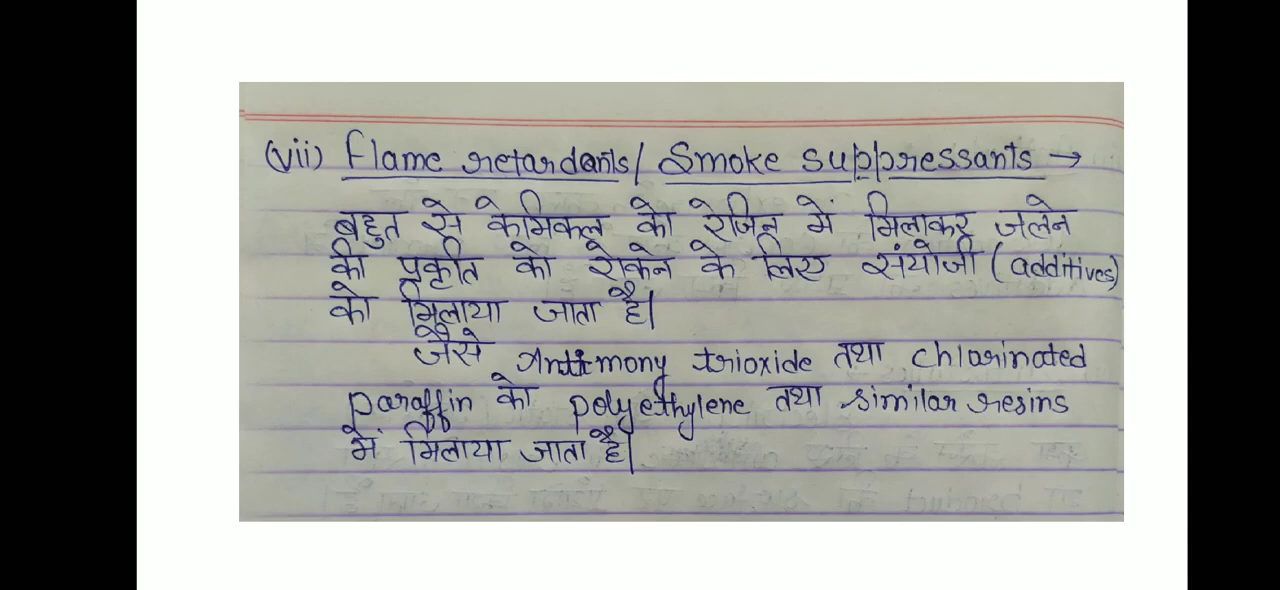 (vii) Flame retardants/ Smoke suppressants →
बहुत से केमिकल को रेजिन में मिलाकर जलने
की प्रकृति को रोकने के लिए संयोजी (additives)
को मिलाया जाता है।
जैसे Antimony trioxide तथा chlarinated
paraffin को polyethylene तथा similar resins
में मिलाया जाता है।